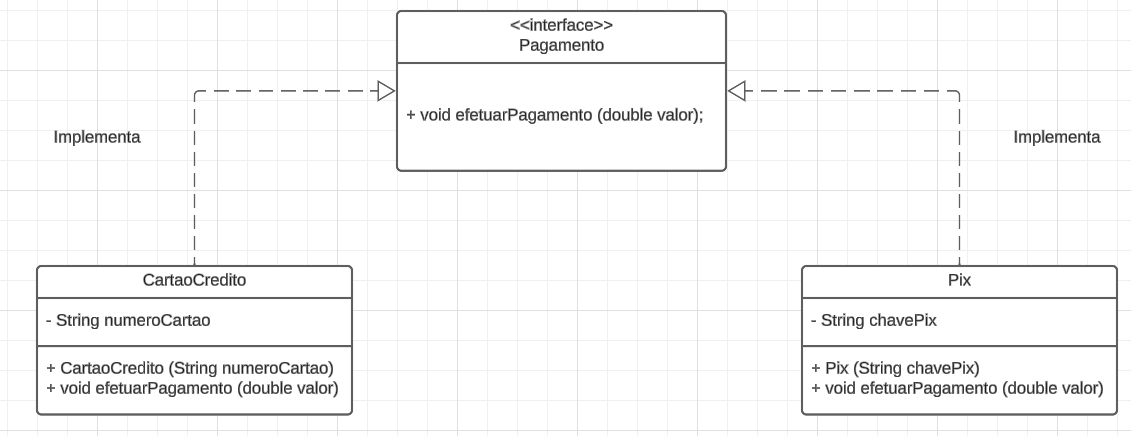 <<interface>>
Pagamento
+ void efetuarPagamento (double valor);
Implementa
Implementa
CartaoCredito
- String numeroCartao
+ CartaoCredito (String numeroCartao)
+ void efetuarPagamento (double valor)
Pix
- String chavePix
+ Pix (String chavePix)
+ void efetuarPagamento (double valor)